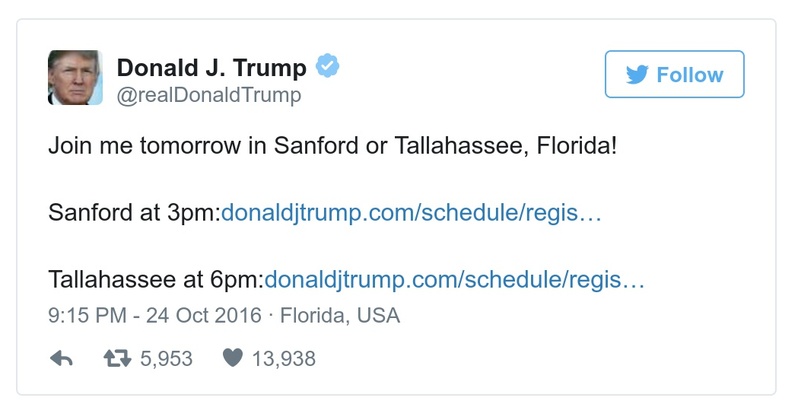 Donald J. Trump
@realDonaldTrump
Follow
Join me tomorrow in Sanford or Tallahassee, Florida!
Sanford at 3pm:donaldjtrump.com/schedule/regis…
Tallahassee at 6pm:donaldjtrump.com/schedule/regis…
9:15 PM - 24 Oct 2016 · Florida, USA
5,953 13,938